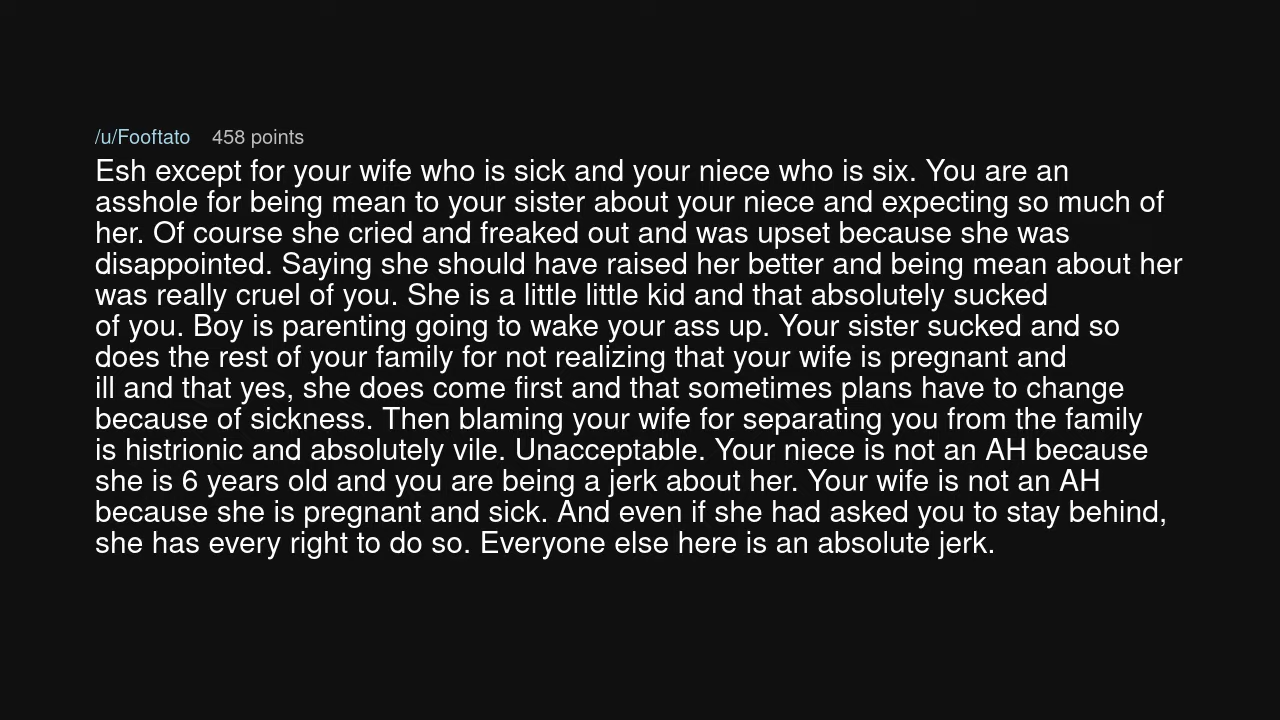 /u/Fooftato 458 points
Esh except for your wife who is sick and your niece who is six. You are an
asshole for being mean to your sister about your niece and expecting so much of
her. Of course she cried and freaked out and was upset because she was
disappointed. Saying she should have raised her better and being mean about her
was really cruel of you. She is a little little kid and that absolutely sucked
of you. Boy is parenting going to wake your ass up. Your sister sucked and so
does the rest of your family for not realizing that your wife is pregnant and
ill and that yes, she does come first and that sometimes plans have to change
because of sickness. Then blaming your wife for separating you from the family
is histrionic and absolutely vile. Unacceptable. Your niece is not an AH because
she is 6 years old and you are being a jerk about her. Your wife is not an AH
because she is pregnant and sick. And even if she had asked you to stay behind,
she has every right to do so. Everyone else here is an absolute jerk.